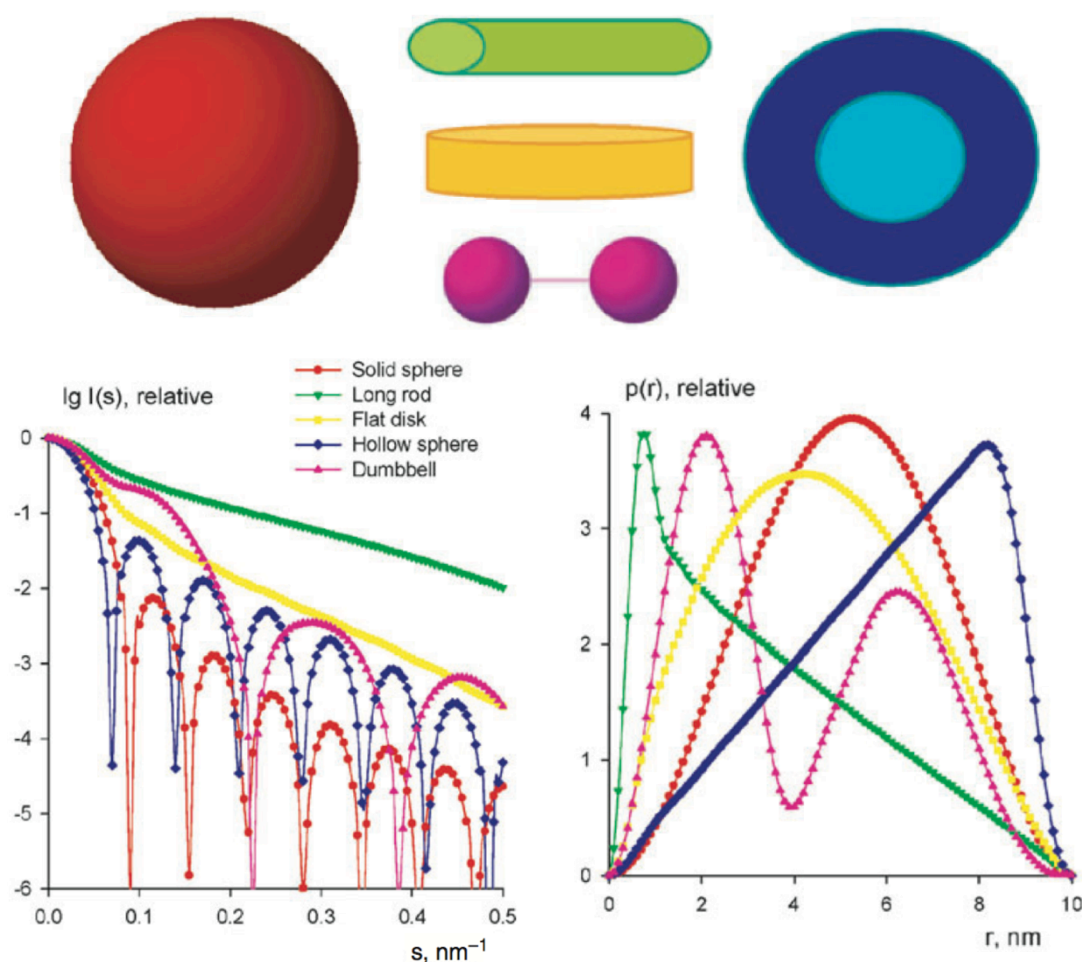 lg I(s), relative
Solid sphere
Long rod
Flat disk
Hollow sphere
Dumbbell
0
-1
-2
-3
-4
-5
-6
0.0 0.1 0.2 0.3 0.4 0.5
s, nm⁻¹
p(r), relative
4
3
2
1
0
0 2 4 6 8 10
r, nm